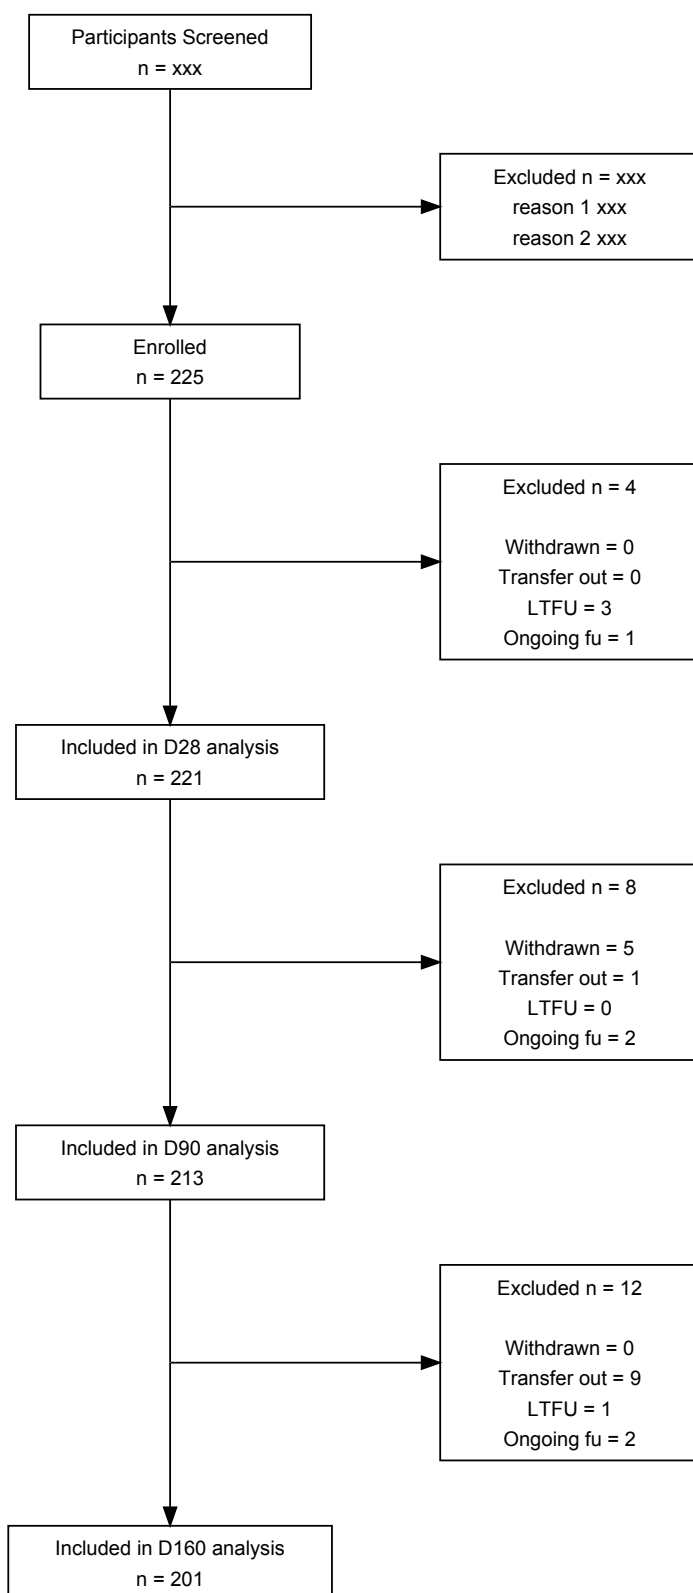 Participants Screened
n = xxx
Excluded n = xxx
reason 1 xxx
reason 2 xxx
Enrolled
n = 225
Excluded n = 4
Withdrawn = 0
Transfer out = 0
LTFU = 3
Ongoing fu = 1
Included in D28 analysis
n = 221
Excluded n = 8
Withdrawn = 5
Transfer out = 1
LTFU = 0
Ongoing fu = 2
Included in D90 analysis
n = 213
Excluded n = 12
Withdrawn = 0
Transfer out = 9
LTFU = 1
Ongoing fu = 2
Included in D160 analysis
n = 201